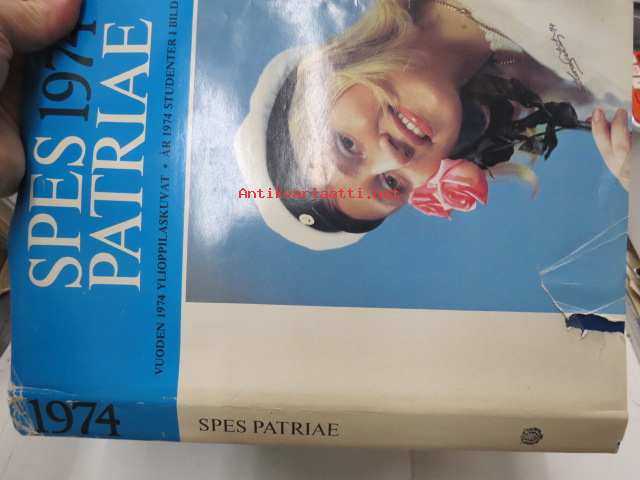 SPES 1974
PATRIAE
VUODEN 1974 YLIOPPILASKUVAT • ÅR 1974 STUDENTER I BILD
Antikvariaatti.net
1974
SPES PATRIAE